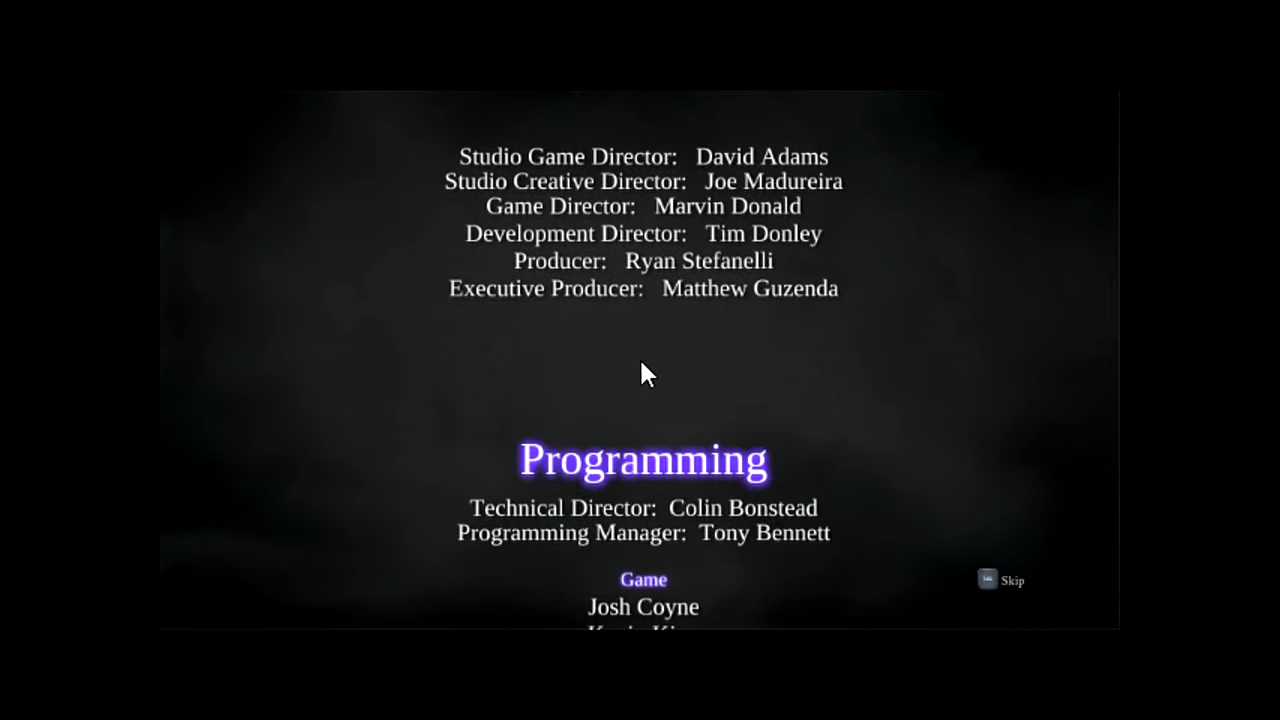 Studio Game Director: David Adams
Studio Creative Director: Joe Madureira
Game Director: Marvin Donald
Development Director: Tim Donley
Producer: Ryan Stefanelli
Executive Producer: Matthew Guzenda
Programming
Technical Director: Colin Bonstead
Programming Manager: Tony Bennett
Game
Skip
Josh Coyne